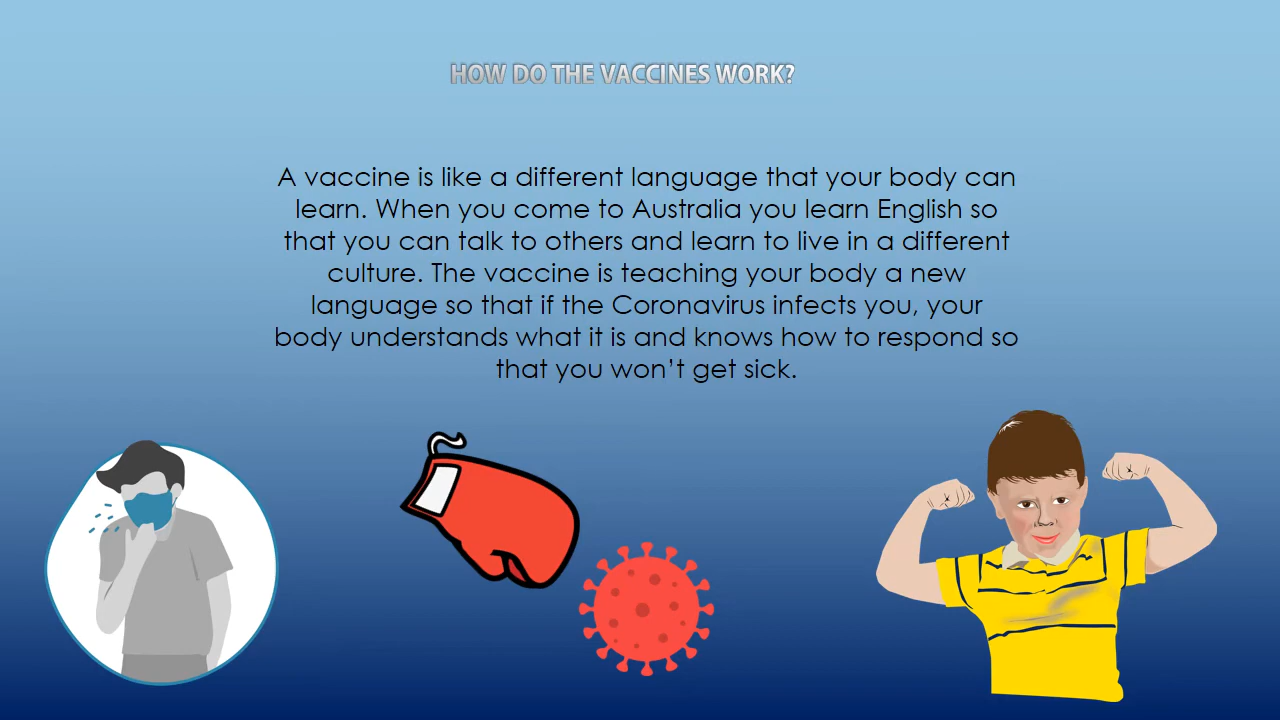 HOW DO THE VACCINES WORK?
A vaccine is like a different language that your body can
learn. When you come to Australia you learn English so
that you can talk to others and learn to live in a different
culture. The vaccine is teaching your body a new
language so that if the Coronavirus infects you, your
body understands what it is and knows how to respond so
that you won’t get sick.